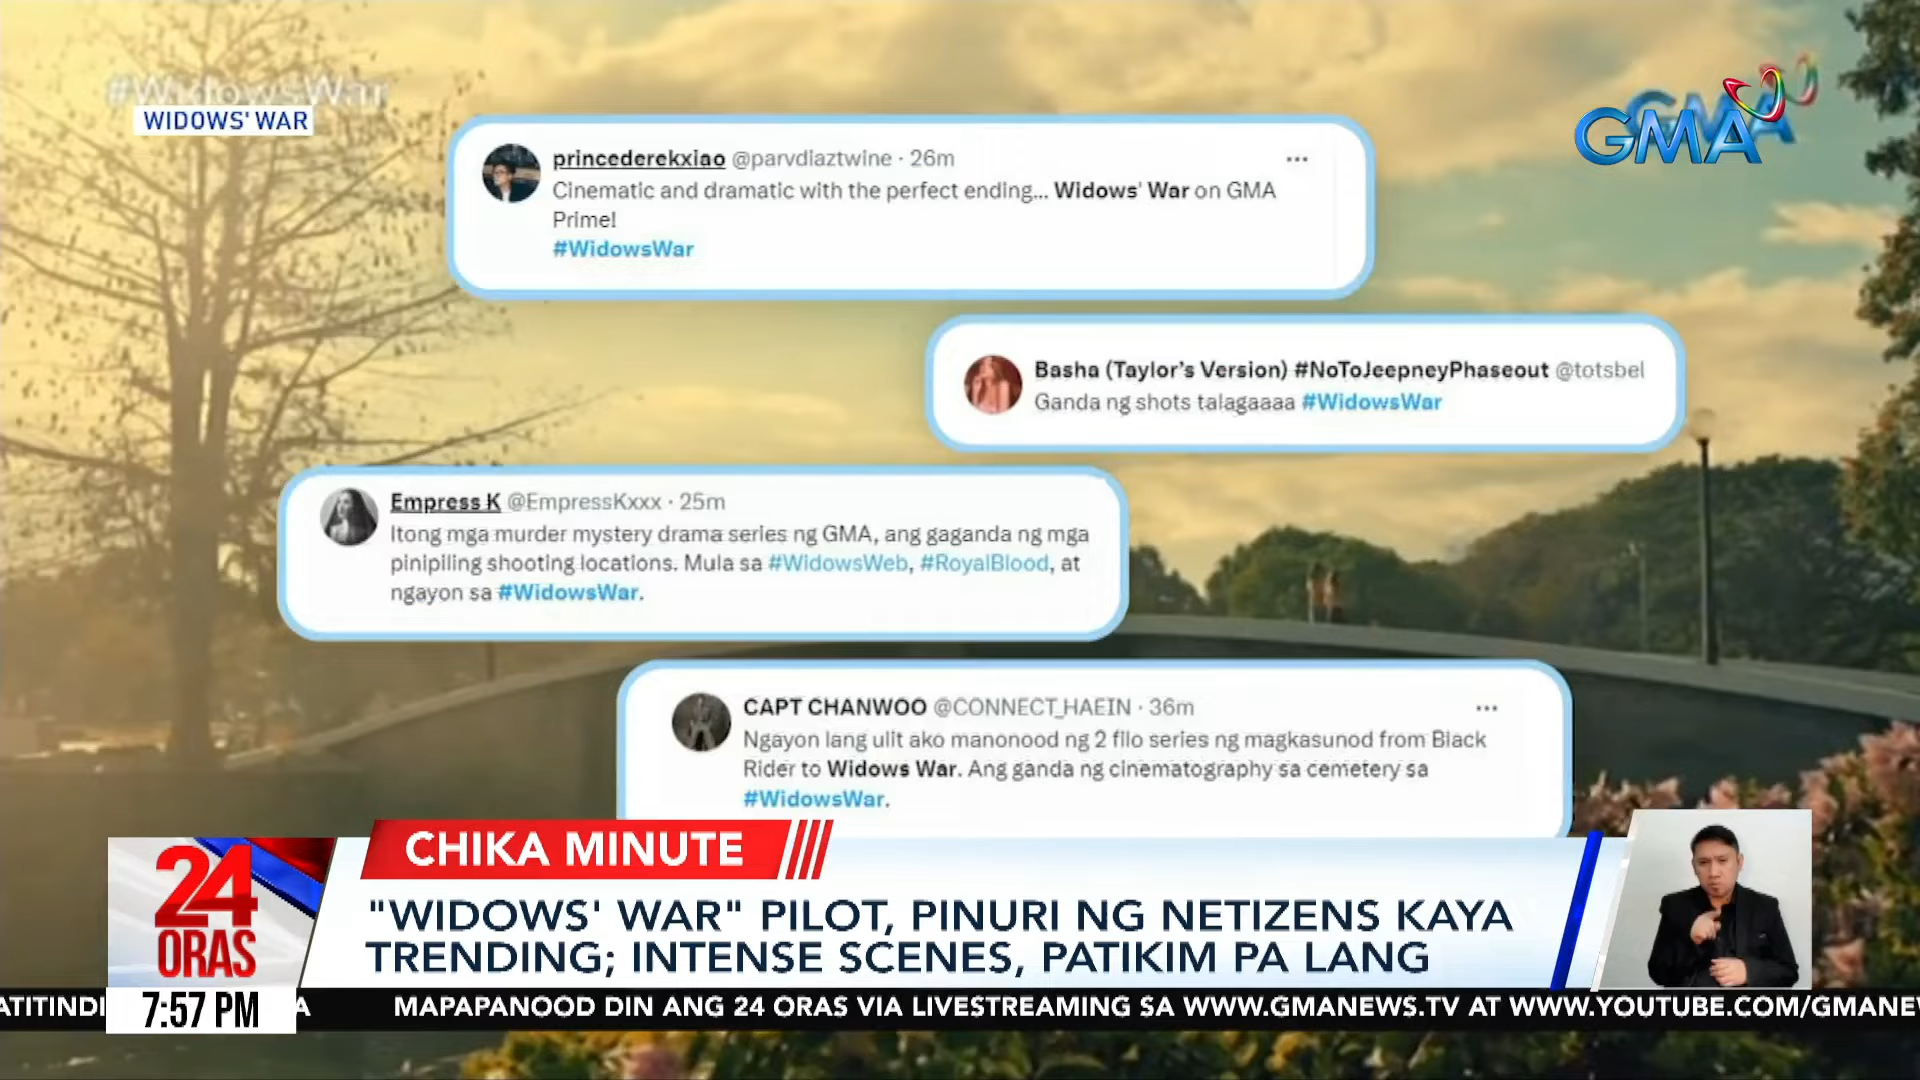 #WidowsWar
WIDOWS' WAR
GMA
GMA
princederekxiao @parvdlaztwine · 26m
Cinematic and dramatic with the perfect ending... Widows' War on GMA
Prime!
#WidowsWar
Basha (Taylor's Version) #NoToJeepneyPhaseout @totsbel
Ganda ng shots talagaaaa #WidowsWar
Empress K @EmpressKxxx · 25m
Itong mga murder mystery drama series ng GMA, ang gaganda ng mga
pinipiling shooting locations. Mula sa #WidowsWeb, #RoyalBlood, at
ngayon sa #WidowsWar.
CAPT CHANWOO @CONNECT_HAEIN · 36m
Ngayon lang ulit ako manonood ng 2 filo series ng magkasunod from Black
Rider to Widows War. Ang ganda ng cinematography sa cemetery sa
#WidowsWar.
CHIKA MINUTE
24
ORAS
"WIDOWS' WAR" PILOT, PINURI NG NETIZENS KAYA
TRENDING; INTENSE SCENES, PATIKIM PA LANG
7:57 PM
ATITINDI A MAPAPANOOD DIN ANG 24 ORAS VIA LIVESTREAMING SA WWW.GMANEWS.TV AT WWW.YOUTUBE.COM/GMANEW